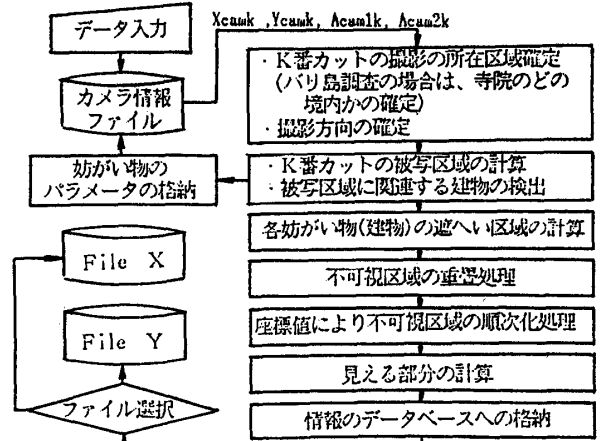 データ入力
Xcamk ,Ycamk, Acam1k, Acam2k
カメラ情報
ファイル
・K番カットの撮影の所在区域確定
(バリ島調査の場合は、寺院のどの
境内かの確定)
・撮影方向の確定
妨がい物の
パラメータの格納
・K番カットの被写区域の計算
・被写区域に関連する建物の検出
各妨がい物(建物)の遮へい区域の計算
File X
不可視区域の重畳処理
File Y
座標値により不可視区域の順次化処理
見える部分の計算
ファイル選択
情報のデータベースへの格納